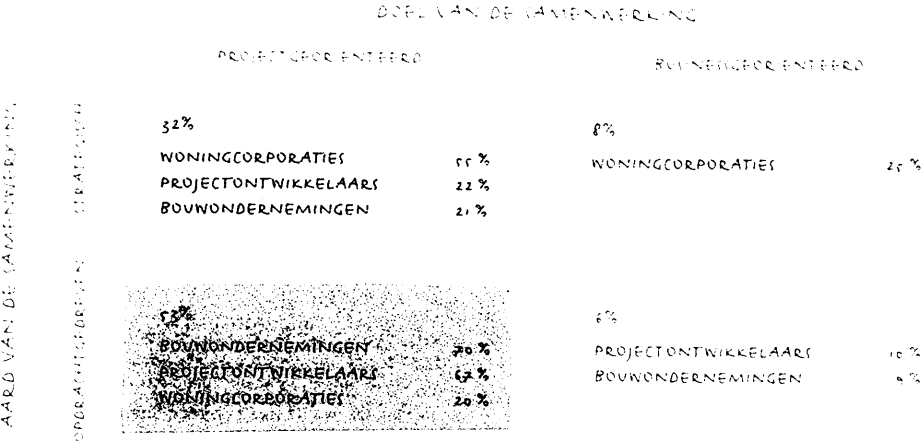 DOEL VAN DE SAMENWERKING
PROJECTGEORIENTEERD
BUSINESSGEORIENTEERD
AARD VAN DE SAMENWERKING
STRATEGISCH
32%
WONINGCORPORATIES 55%
PROJECTONTWIKKELAARS 22%
BOUWONDERNEMINGEN 21%
8%
WONINGCORPORATIES 25%
OPDRACHTGEDREVEN
53%
BOUWONDERNEMINGEN 70%
PROJECTONTWIKKELAARS 67%
WONINGCORPORATIES 20%
6%
PROJECTONTWIKKELAARS 10%
BOUWONDERNEMINGEN 9%